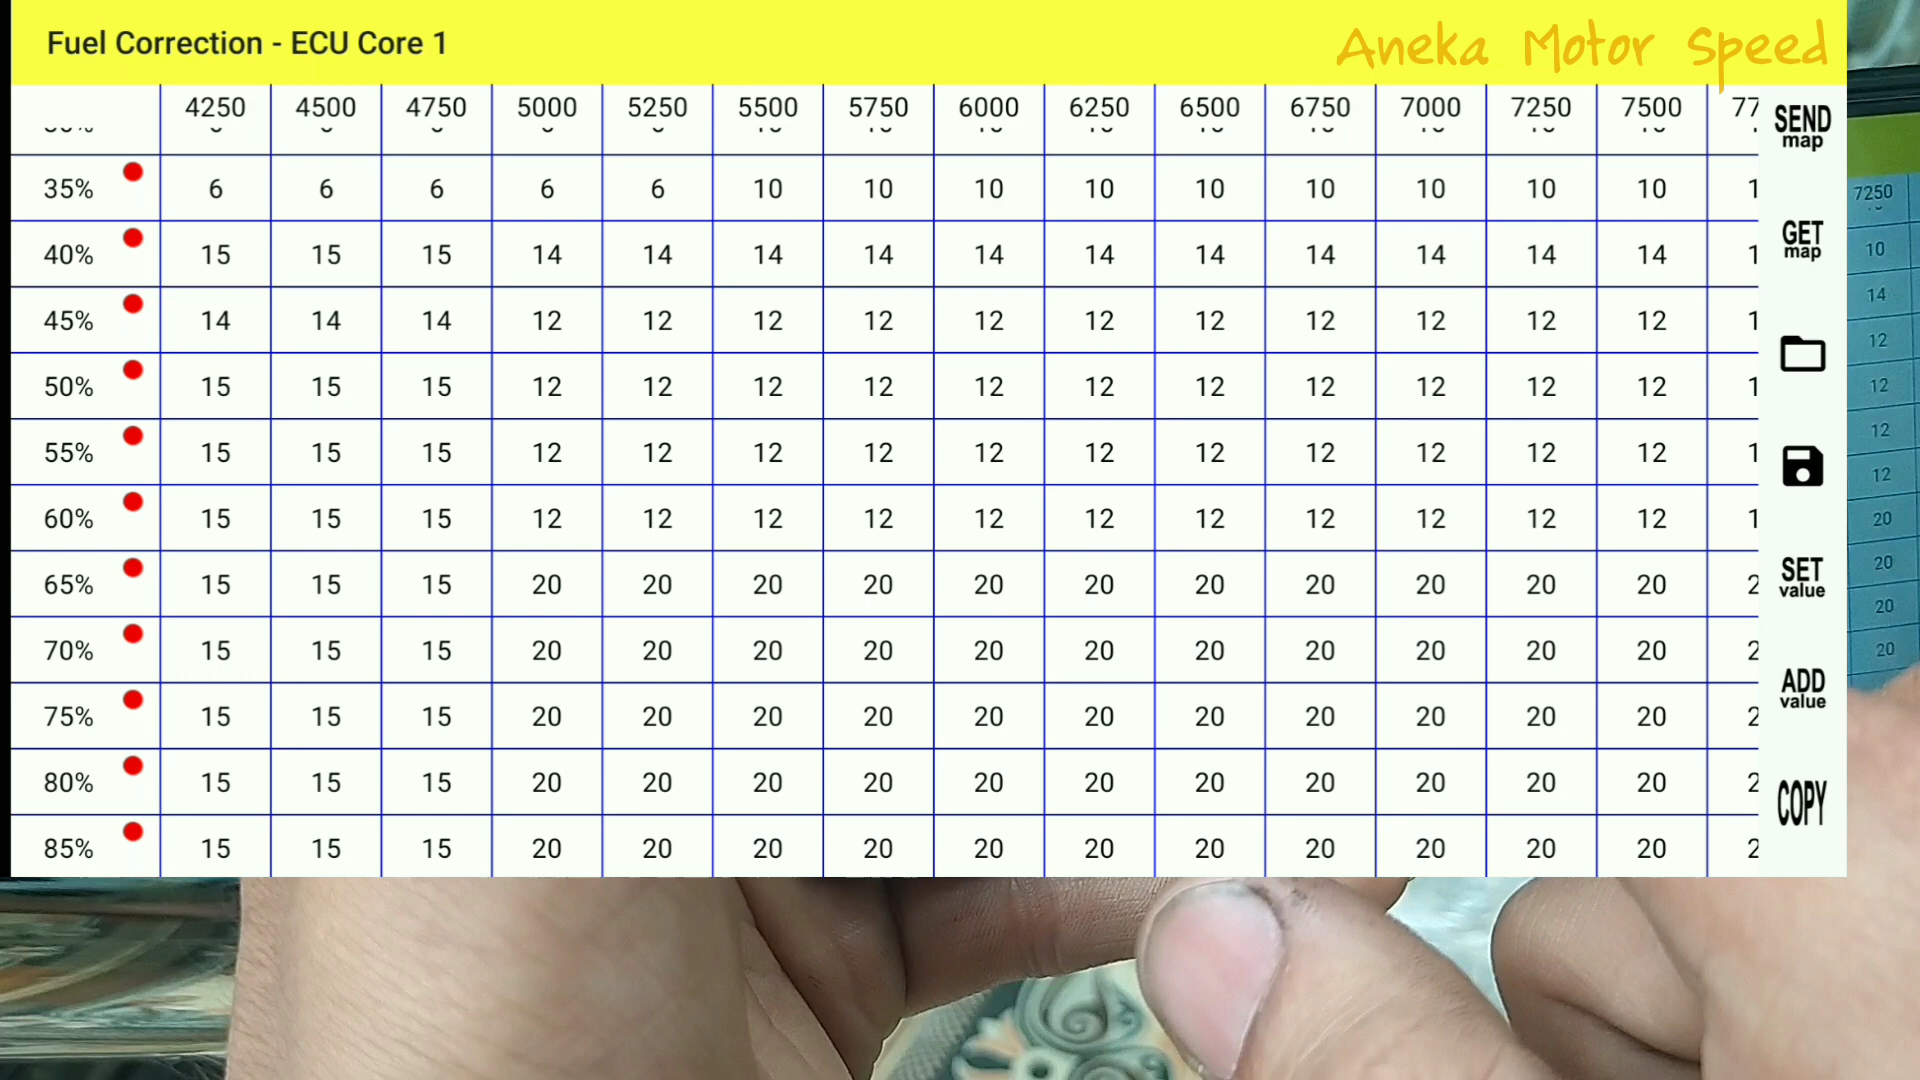 Fuel Correction - ECU Core 1
Aneka Motor Speed
4250 4500 4750 5000 5250 5500 5750 6000 6250 6500 6750 7000 7250 7500
35% 6 6 6 6 6 10 10 10 10 10 10 10 10 10
40% 15 15 15 14 14 14 14 14 14 14 14 14 14 14
45% 14 14 14 12 12 12 12 12 12 12 12 12 12 12
50% 15 15 15 12 12 12 12 12 12 12 12 12 12 12
55% 15 15 15 12 12 12 12 12 12 12 12 12 12 12
60% 15 15 15 12 12 12 12 12 12 12 12 12 12 12
65% 15 15 15 20 20 20 20 20 20 20 20 20 20 20
70% 15 15 15 20 20 20 20 20 20 20 20 20 20 20
75% 15 15 15 20 20 20 20 20 20 20 20 20 20 20
80% 15 15 15 20 20 20 20 20 20 20 20 20 20 20
85% 15 15 15 20 20 20 20 20 20 20 20 20 20 20
SEND
map
GET
map
SET
value
ADD
value
COPY
7250
10
14
12
12
12
12
20
20
20
20